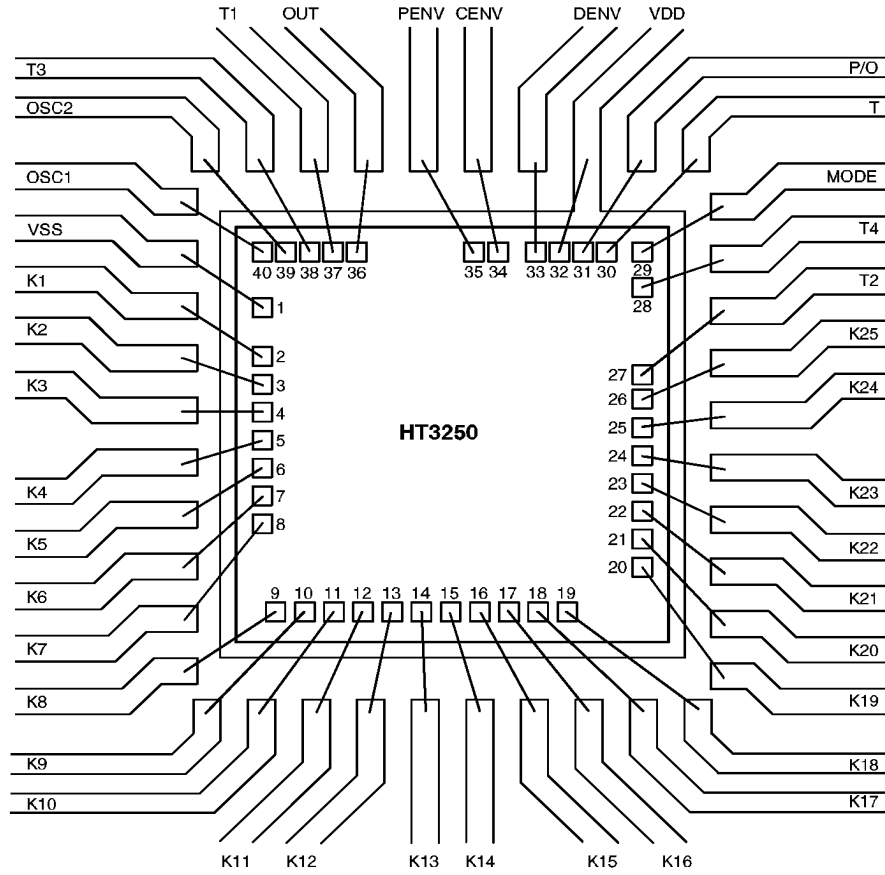 T1 OUT PENV CENV DENV VDD
T3 P/O
OSC2 T
OSC1 MODE
VSS T4
K1 T2
K2 K25
K3 K24
K4 K23
K5 K22
K6 K21
K7 K20
K8 K19
K9 K18
K10 K17
K11 K12 K13 K14 K15 K16
40 39 38 37 36 35 34 33 32 31 30 29
28
1
2
3
4
5
6
7
8
27
26
25
24
23
22
21
20
HT3250
9 10 11 12 13 14 15 16 17 18 19